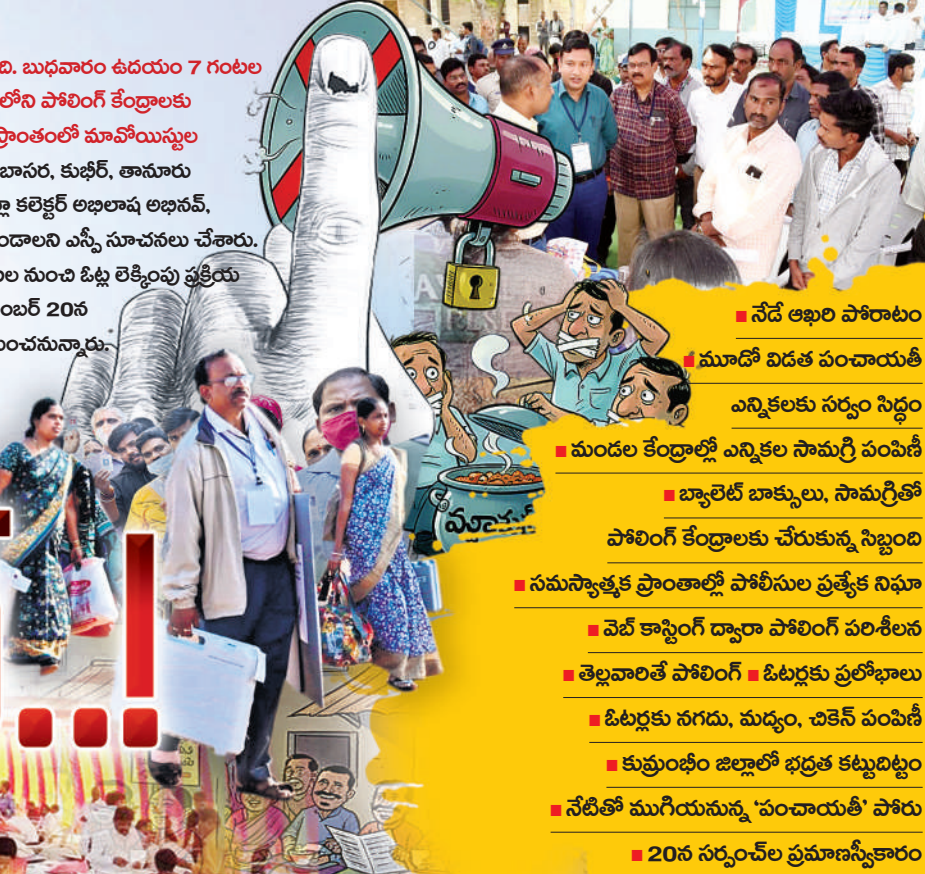 ది. బుధవారం ఉదయం 7 గంటల
లోని పోలింగ్ కేంద్రాలకు
ప్రాంతంలో మావోయిస్టుల
బాసర, కుభీర్, తానూరు
్లా కలెక్టర్ అభిలాష అభినవ్,
ండాలని ఎస్పీ సూచనలు చేశారు.
ల నుంచి ఓట్ల లెక్కింపు ప్రక్రియ
ంబర్ 20న
ంచనున్నారు.
■ నేడే ఆఖరి పోరాటం
■ మూడో విడత పంచాయతీ
ఎన్నికలకు సర్వం సిద్ధం
■ మండల కేంద్రాల్లో ఎన్నికల సామగ్రి పంపిణీ
■ బ్యాలెట్ బాక్సులు, సామగ్రితో
పోలింగ్ కేంద్రాలకు చేరుకున్న సిబ్బంది
■ సమస్యాత్మక ప్రాంతాల్లో పోలీసుల ప్రత్యేక నిఘా
■ వెబ్ కాస్టింగ్ ద్వారా పోలింగ్ పరిశీలన
■ తెల్లవారితే పోలింగ్ ■ ఓటర్లకు ప్రలోభాలు
■ ఓటర్లకు నగదు, మద్యం, చికెన్ పంపిణీ
■ కుమ్రంభీం జిల్లాలో భద్రత కట్టుదిట్టం
■ నేటితో ముగియనున్న ‘పంచాయతీ’ పోరు
■ 20న సర్పంచ్‌ల ప్రమాణస్వీకారం